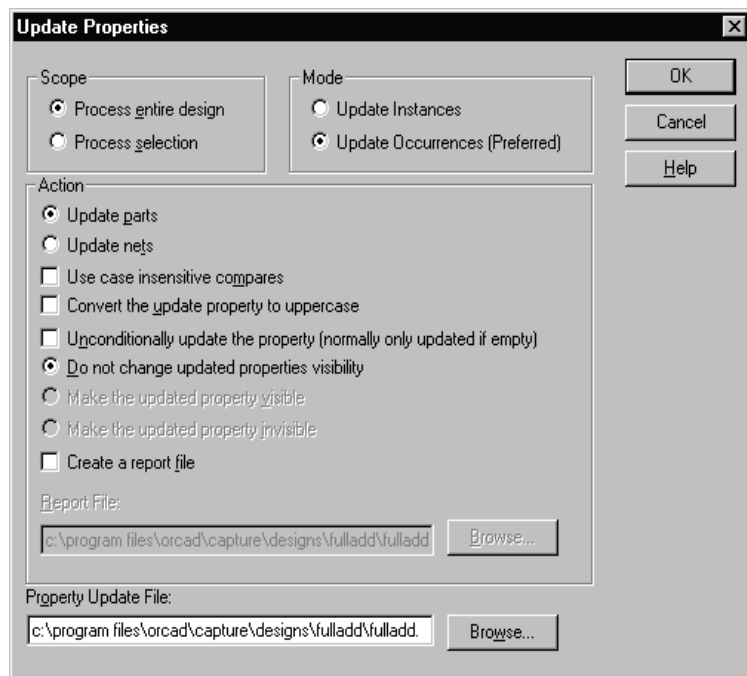 Update Properties
Scope
Process entire design
Process selection
Mode
Update Instances
Update Occurrences (Preferred)
OK
Cancel
Help
Action
Update parts
Update nets
Use case insensitive compares
Convert the update property to uppercase
Unconditionally update the property (normally only updated if empty)
Do not change updated properties visibility
Make the updated property visible
Make the updated property invisible
Create a report file
Report File:
c:\program files\orcad\capture\designs\fulladd\fulladd
Browse...
Property Update File:
c:\program files\orcad\capture\designs\fulladd\fulladd.
Browse...